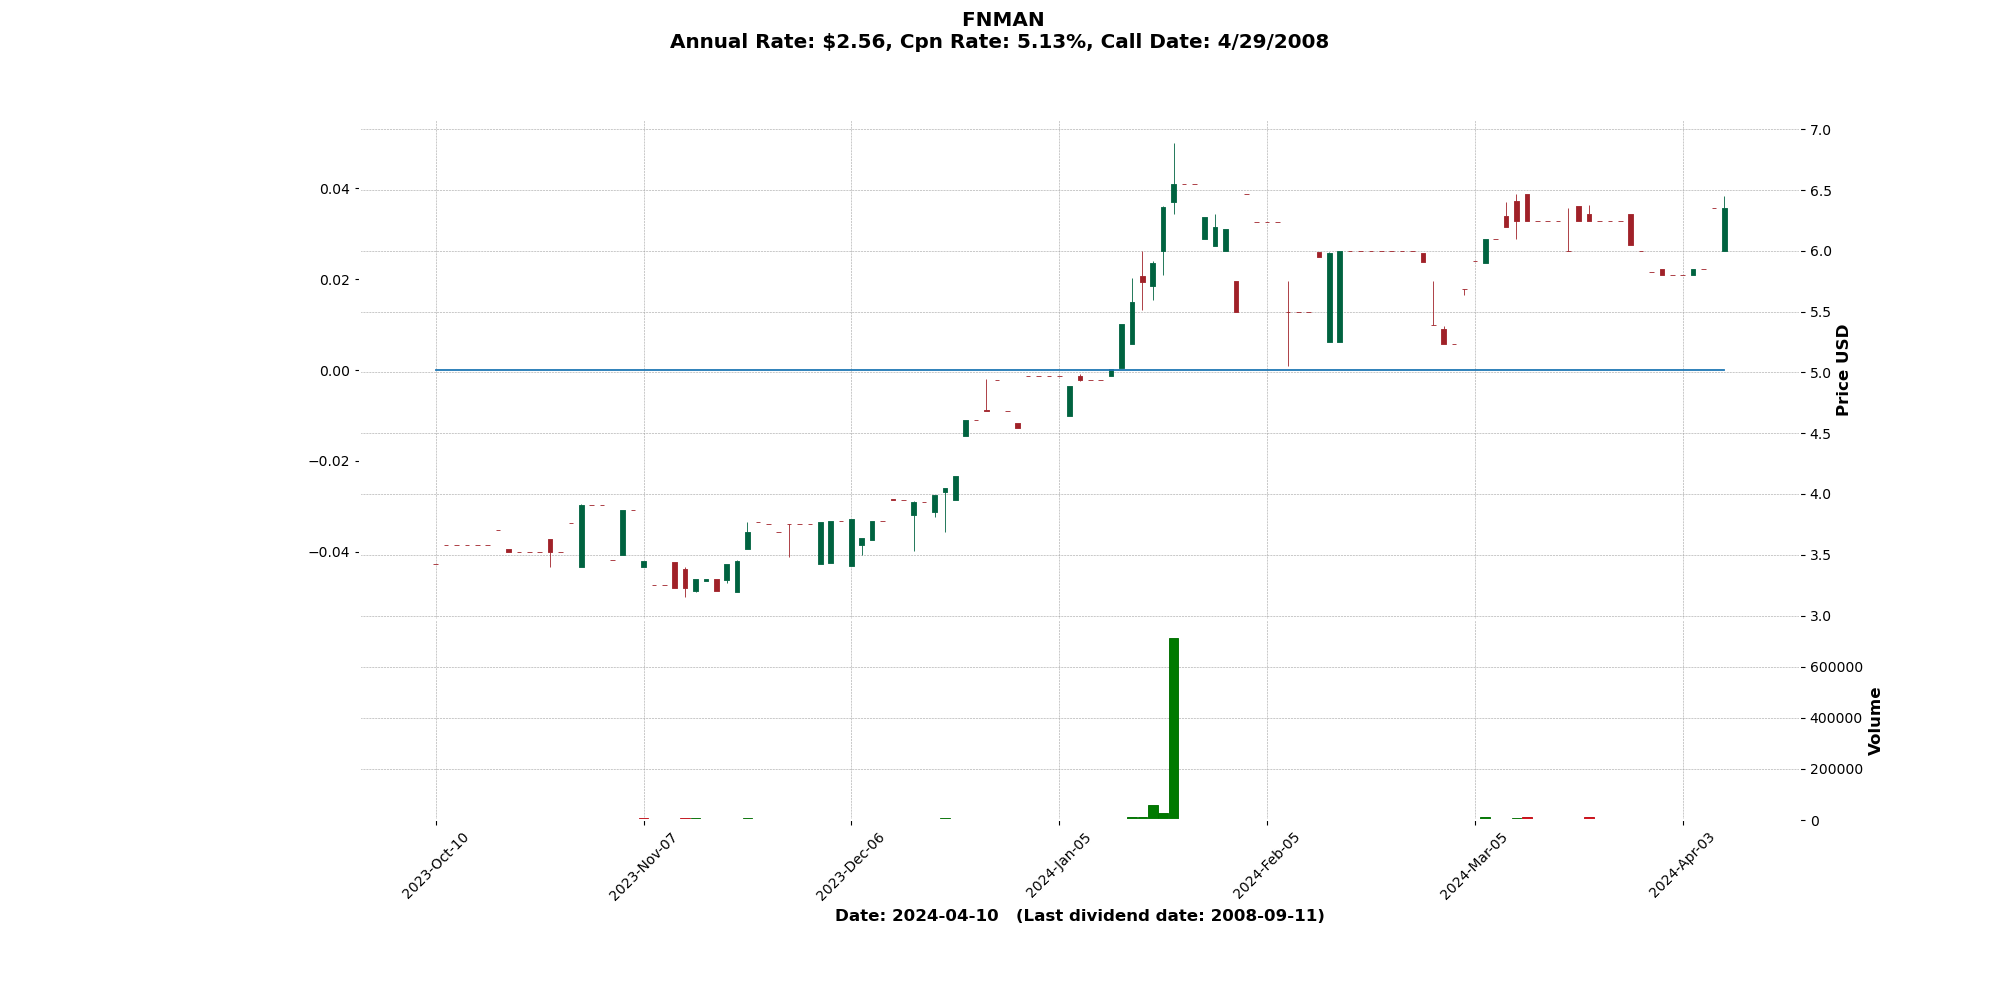 FNMAN
Annual Rate: $2.56, Cpn Rate: 5.13%, Call Date: 4/29/2008
0.04
0.02
0.00
−0.02
−0.04
7.0
6.5
6.0
5.5
5.0
4.5
4.0
3.5
3.0
Price USD
600000
400000
200000
0
Volume
2023-Oct-10
2023-Nov-07
2023-Dec-06
2024-Jan-05
2024-Feb-05
2024-Mar-05
2024-Apr-03
Date: 2024-04-10   (Last dividend date: 2008-09-11)